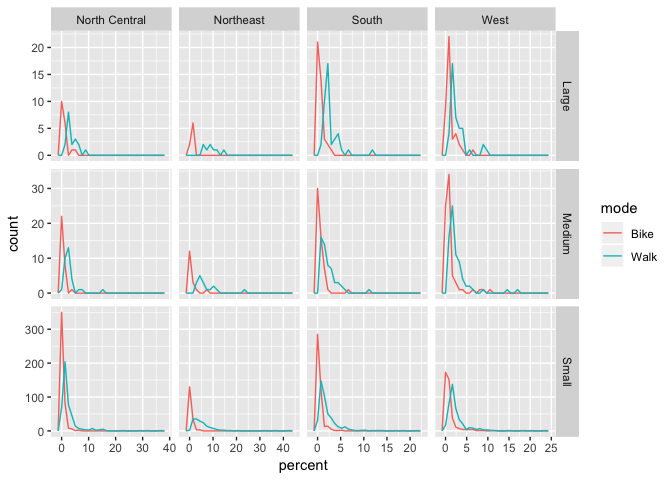 North Central Northeast South West
20
15
10
5
0
Large
30
20
10
0
Medium
300
200
100
0
Small
0 10 20 30 40 0 10 20 30 40 0 5 10 15 20 0 5 10 15 20 25
percent
count
mode
Bike
Walk